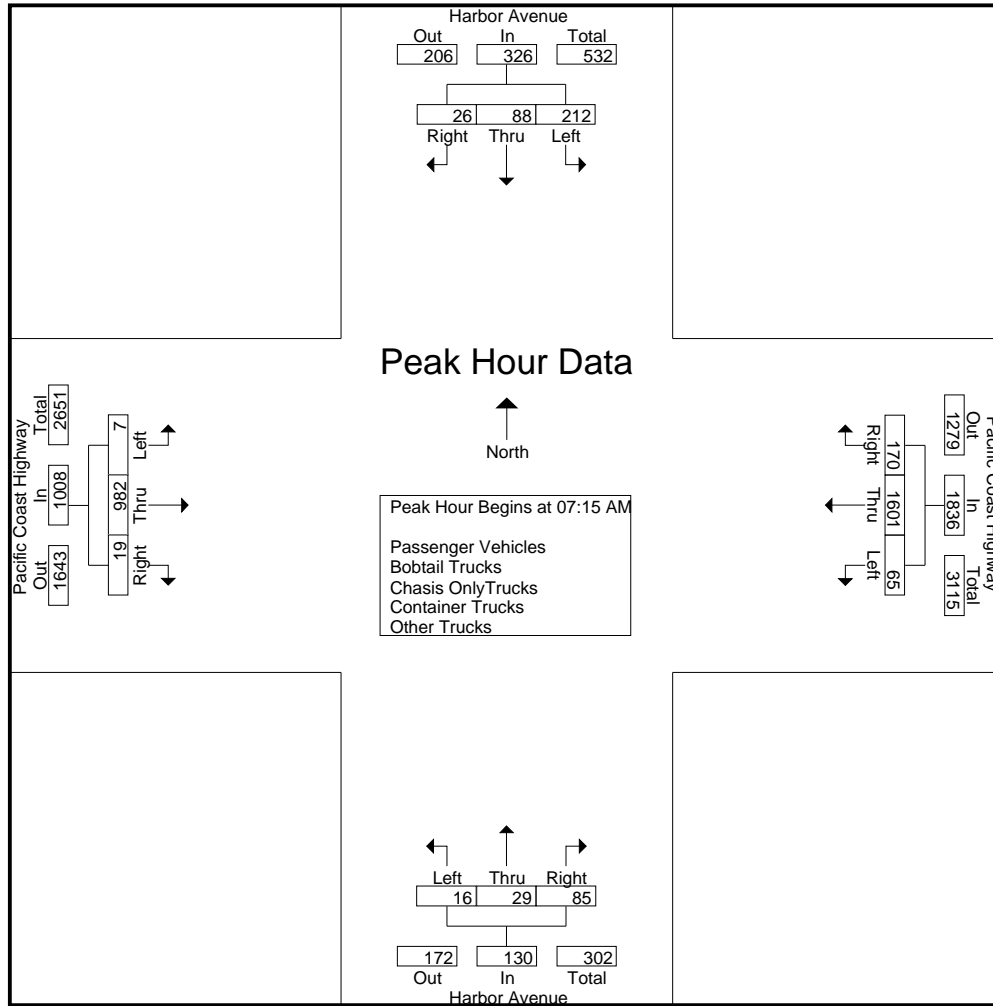 Harbor Avenue
Out In Total
206 326 532
26 88 212
Right Thru Left
Peak Hour Data
North
Peak Hour Begins at 07:15 AM
Passenger Vehicles
Bobtail Trucks
Chasis OnlyTrucks
Container Trucks
Other Trucks
Pacific Coast Highway
Out In Total
1643 1008 2651
Left Thru Right
7 982 19
Pacific Coast Highway
Out In Total
1279 1836 3115
Right Thru Left
170 1601 65
Left Thru Right
16 29 85
172 130 302
Out In Total
Harbor Avenue